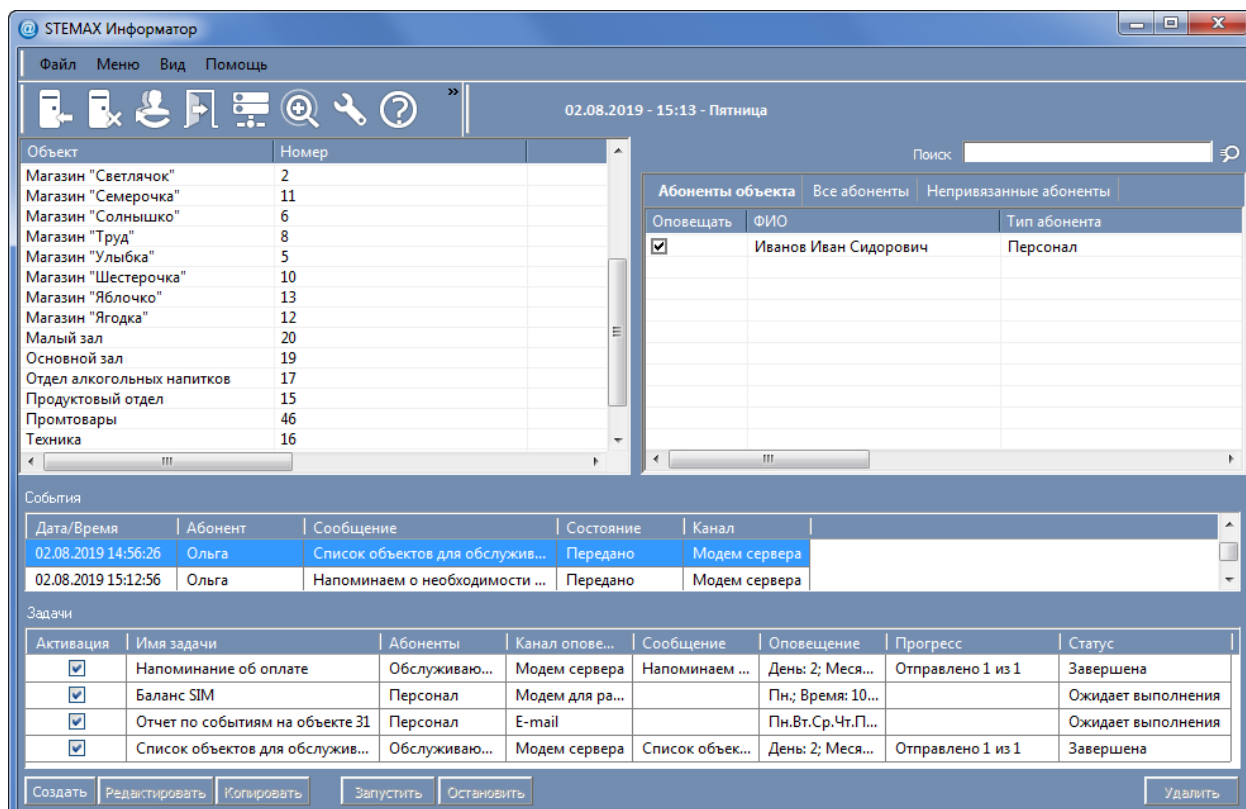 STEMAX Информатор
Файл Меню Вид Помощь
» 02.08.2019 - 15:13 - Пятница
Объект Номер
Магазин "Светлячок" 2
Магазин "Семерочка" 11
Магазин "Солнышко" 6
Магазин "Труд" 8
Магазин "Улыбка" 5
Магазин "Шестерочка" 10
Магазин "Яблочко" 13
Магазин "Ягодка" 12
Малый зал 20
Основной зал 19
Отдел алкогольных напитков 17
Продуктовый отдел 15
Промтовары 46
Техника 16
Поиск
Абоненты объекта Все абоненты Непривязанные абоненты
Оповещать ФИО Тип абонента
Иванов Иван Сидорович Персонал
События
Дата/Время Абонент Сообщение Состояние Канал
02.08.2019 14:56:26 Ольга Список объектов для обслужив... Передано Модем сервера
02.08.2019 15:12:56 Ольга Напоминаем о необходимости ... Передано Модем сервера
Задачи
Активация Имя задачи Абоненты Канал опове... Сообщение Оповещение Прогресс Статус
Напоминание об оплате Обслуживаю... Модем сервера Напоминаем ... День: 2; Меся... Отправлено 1 из 1 Завершена
Баланс SIM Персонал Модем для ра... Пн.; Время: 10... Ожидает выполнения
Отчет по событиям на объекте 31 Персонал E-mail Пн.Вт.Ср.Чт.П... Ожидает выполнения
Список объектов для обслужив... Обслуживаю... Модем сервера Список объек... День: 2; Меся... Отправлено 1 из 1 Завершена
Создать Редактировать Копировать Запустить Остановить Удалить